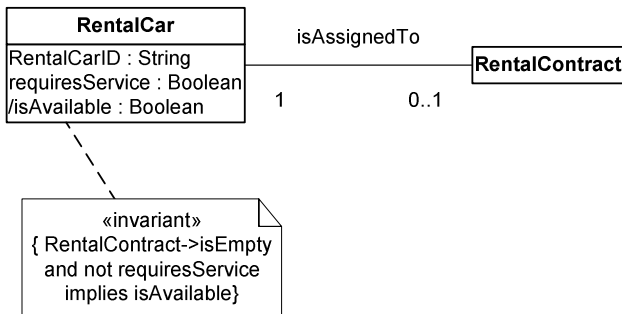 RentalCar
RentalCarID : String
requiresService : Boolean
/isAvailable : Boolean
isAssignedTo
1
0..1
RentalContract
«invariant»
{ RentalContract->isEmpty
and not requiresService
implies isAvailable}